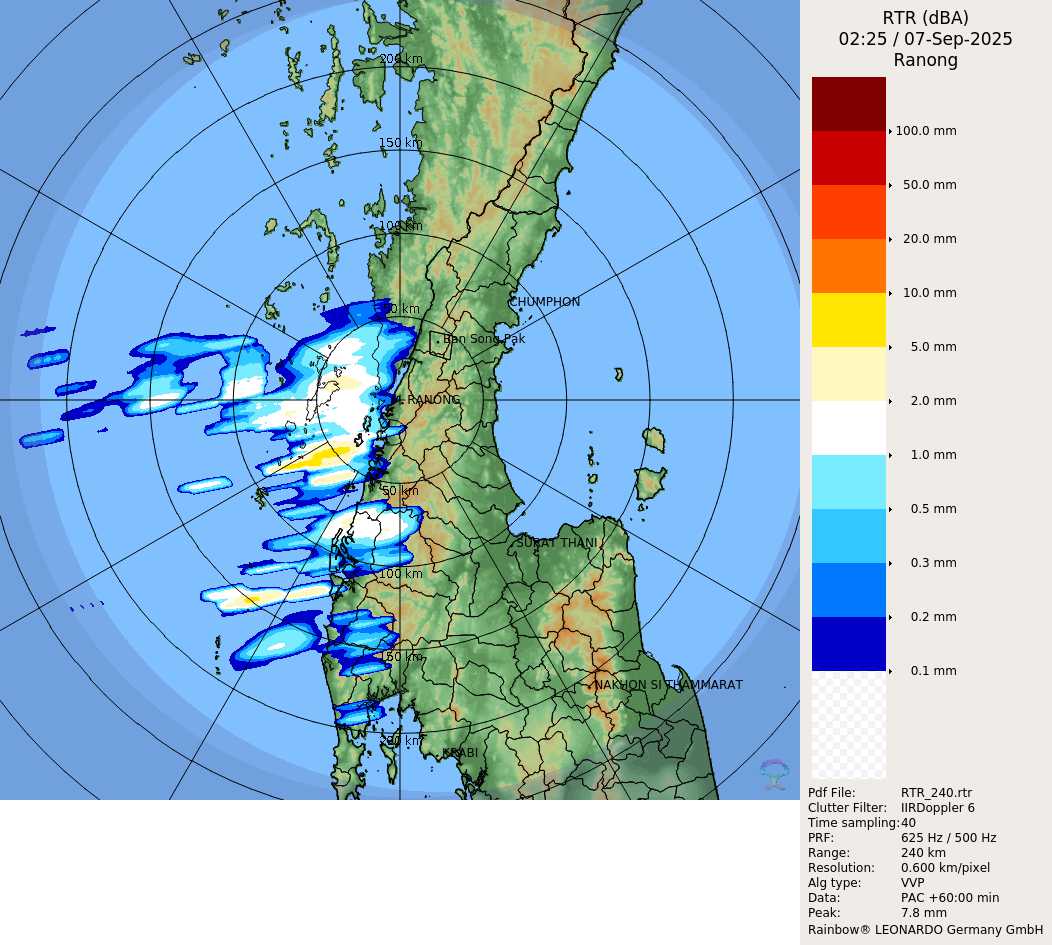 RTR (dBA)
02:25 / 07-Sep-2025
Ranong
200 km
150 km
100 km
CHUMPHON
50 km
Ban Song Pak
RANONG
50 km
SURAT THANI
100 km
150 km
NAKHON SI THAMMARAT
200 km
KRABI
100.0 mm
50.0 mm
20.0 mm
10.0 mm
5.0 mm
2.0 mm
1.0 mm
0.5 mm
0.3 mm
0.2 mm
0.1 mm
Pdf File: RTR_240.rtr
Clutter Filter: IIRDoppler 6
Time sampling:40
PRF: 625 Hz / 500 Hz
Range: 240 km
Resolution: 0.600 km/pixel
Alg type: VVP
Data: PAC +60:00 min
Peak: 7.8 mm
Rainbow® LEONARDO Germany GmbH